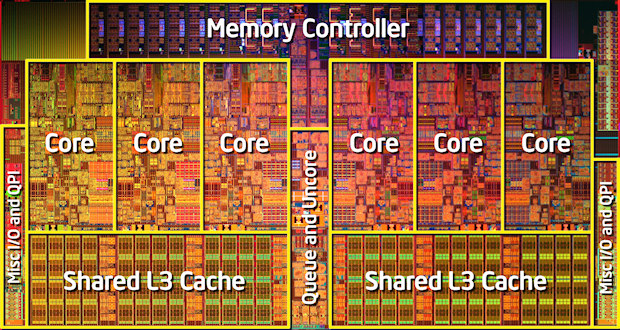 Memory Controller
Core
Core
Core
Core
Core
Core
Misc I/O and QPI
Queue and Uncore
Misc I/O and QPI
Shared L3 Cache
Shared L3 Cache